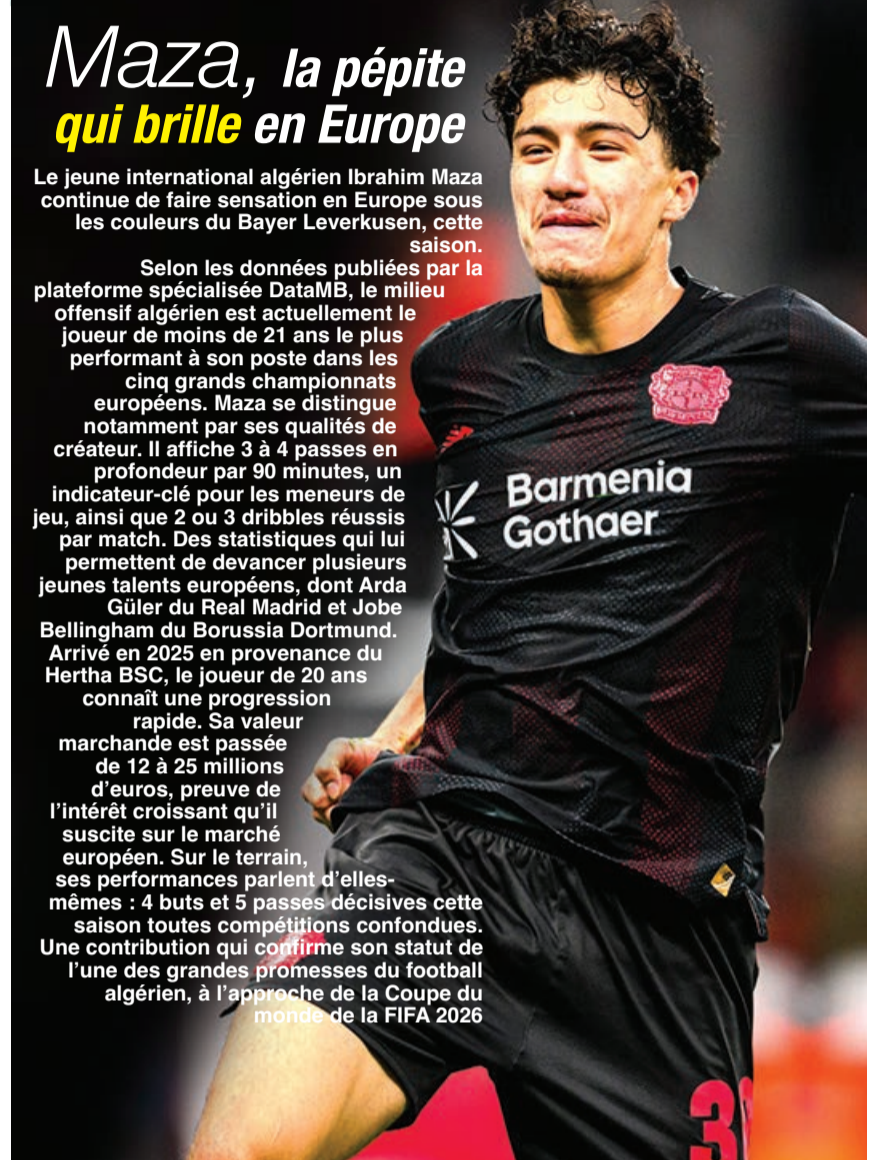 Maza, la pépite
qui brille en Europe
Le jeune international algérien Ibrahim Maza
continue de faire sensation en Europe sous
les couleurs du Bayer Leverkusen, cette
saison.
Selon les données publiées par la
plateforme spécialisée DataMB, le milieu
offensif algérien est actuellement le
joueur de moins de 21 ans le plus
performant à son poste dans les
cinq grands championnats
européens. Maza se distingue
notamment par ses qualités de
créateur. Il affiche 3 à 4 passes en
profondeur par 90 minutes, un
indicateur-clé pour les meneurs de
jeu, ainsi que 2 ou 3 dribbles réussis
par match. Des statistiques qui lui
permettent de devancer plusieurs
jeunes talents européens, dont Arda
Güler du Real Madrid et Jobe
Bellingham du Borussia Dortmund.
Arrivé en 2025 en provenance du
Hertha BSC, le joueur de 20 ans
connaît une progression
rapide. Sa valeur
marchande est passée
de 12 à 25 millions
d'euros, preuve de
l'intérêt croissant qu'il
suscite sur le marché
européen. Sur le terrain,
ses performances parlent d'elles-
mêmes : 4 buts et 5 passes décisives cette
saison toutes compétitions confondues.
Une contribution qui confirme son statut de
l'une des grandes promesses du football
algérien, à l'approche de la Coupe du
monde de la FIFA 2026
Barmenia
Gothaer